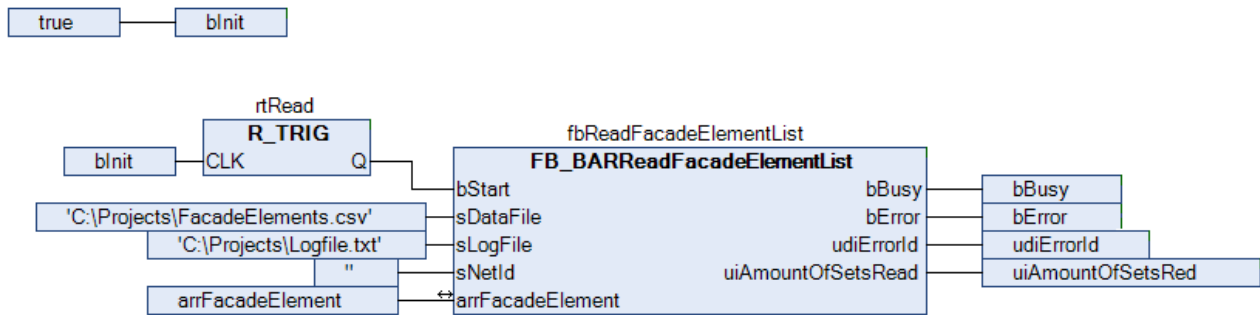 true bInit
rtRead
R_TRIG
fbReadFacadeElementList
bInit CLK Q
FB_BARReadFacadeElementList
bStart bBusy bBusy
'C:\Projects\FacadeElements.csv' sDataFile bError bError
'C:\Projects\Logfile.txt' sLogFile udiErrorId udiErrorId
'' sNetId uiAmountOfSetsRead uiAmountOfSetsRed
arrFacadeElement arrFacadeElement